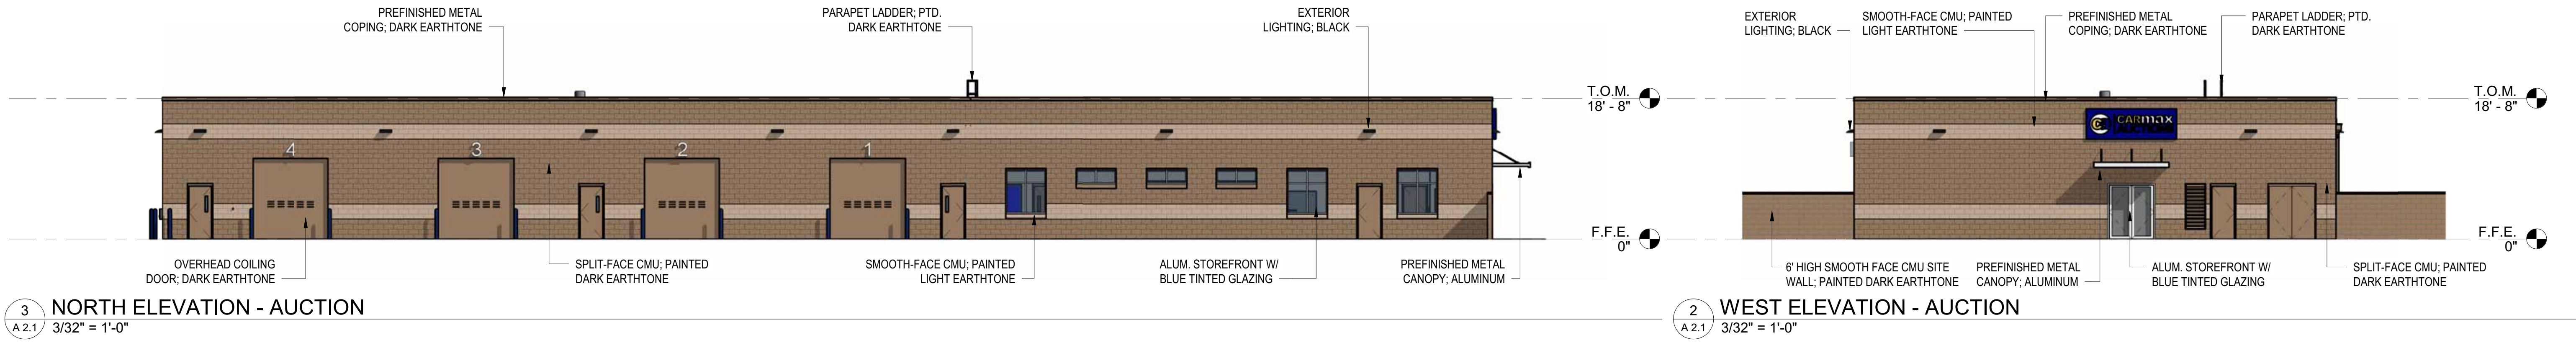 PREFINISHED METAL
COPING; DARK EARTHTONE
PARAPET LADDER; PTD.
DARK EARTHTONE
EXTERIOR
LIGHTING; BLACK
T.O.M.
18' - 8"
4
3
2
1
F.F.E.
0"
OVERHEAD COILING
DOOR; DARK EARTHTONE
SPLIT-FACE CMU; PAINTED
DARK EARTHTONE
SMOOTH-FACE CMU; PAINTED
LIGHT EARTHTONE
ALUM. STOREFRONT W/
BLUE TINTED GLAZING
PREFINISHED METAL
CANOPY; ALUMINUM
3
A 2.1
NORTH ELEVATION - AUCTION
3/32" = 1'-0"
EXTERIOR
LIGHTING; BLACK
SMOOTH-FACE CMU; PAINTED
LIGHT EARTHTONE
PREFINISHED METAL
COPING; DARK EARTHTONE
PARAPET LADDER; PTD.
DARK EARTHTONE
T.O.M.
18' - 8"
CARMAX
AUCTIONS
F.F.E.
0"
6' HIGH SMOOTH FACE CMU SITE
WALL; PAINTED DARK EARTHTONE
PREFINISHED METAL
CANOPY; ALUMINUM
ALUM. STOREFRONT W/
BLUE TINTED GLAZING
SPLIT-FACE CMU; PAINTED
DARK EARTHTONE
2
A 2.1
WEST ELEVATION - AUCTION
3/32" = 1'-0"